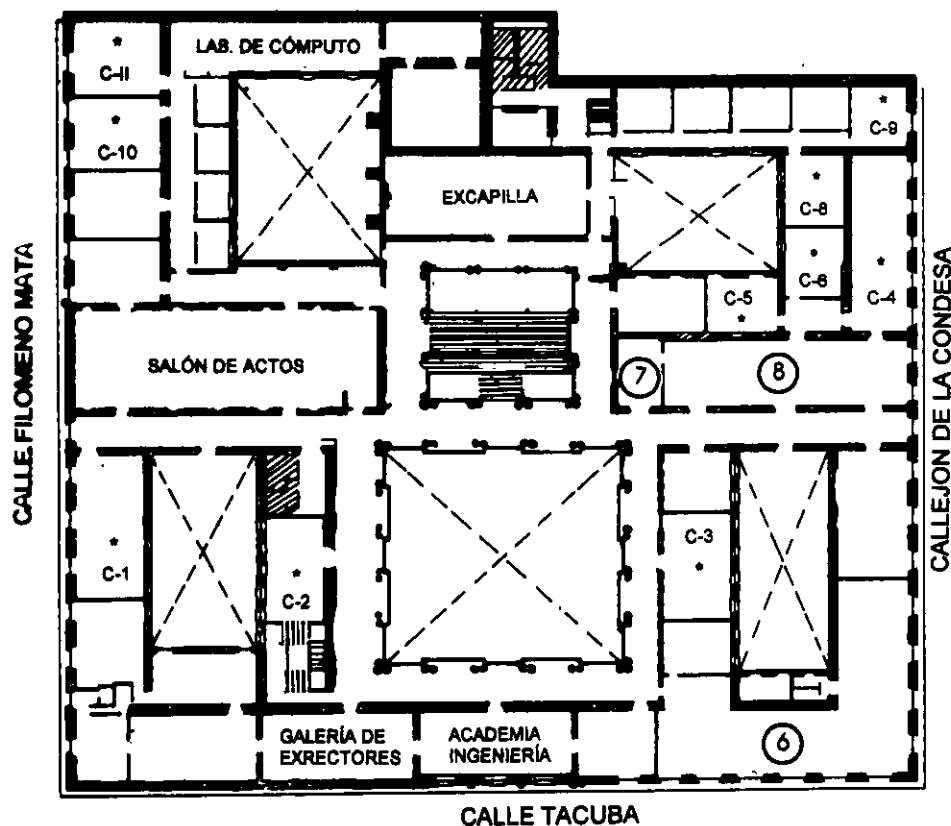 *
C-11
LAB. DE CÓMPUTO
*
C-10
*
C-9
EXCAPILLA
*
C-8
*
C-6
*
C-4
C-5
*
CALLE FILOMENO MATA
SALÓN DE ACTOS
7
8
CALLEJON DE LA CONDESA
*
C-1
*
C-2
C-3
*
GALERÍA DE
EXRECTORES
ACADEMIA
INGENIERÍA
6
CALLE TACUBA